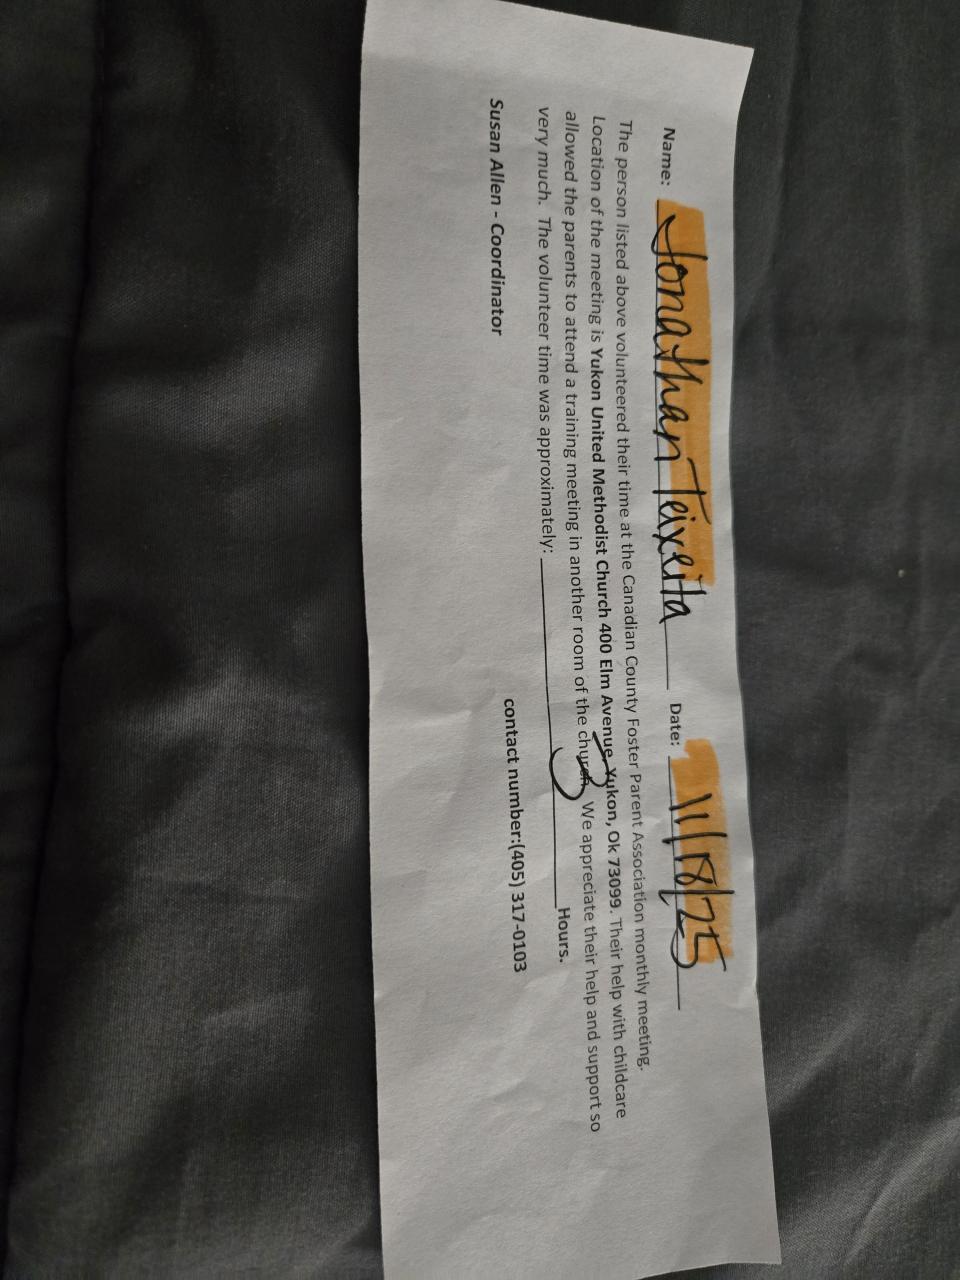 Name: Jonathan Teixeita Date: 11/18/25
The person listed above volunteered their time at the Canadian County Foster Parent Association monthly meeting.
Location of the meeting is Yukon United Methodist Church 400 Elm Avenue, Yukon, Ok 73099. Their help with childcare
allowed the parents to attend a training meeting in another room of the church. We appreciate their help and support so
very much. The volunteer time was approximately: 2 Hours.
Susan Allen - Coordinator contact number:(405) 317-0103